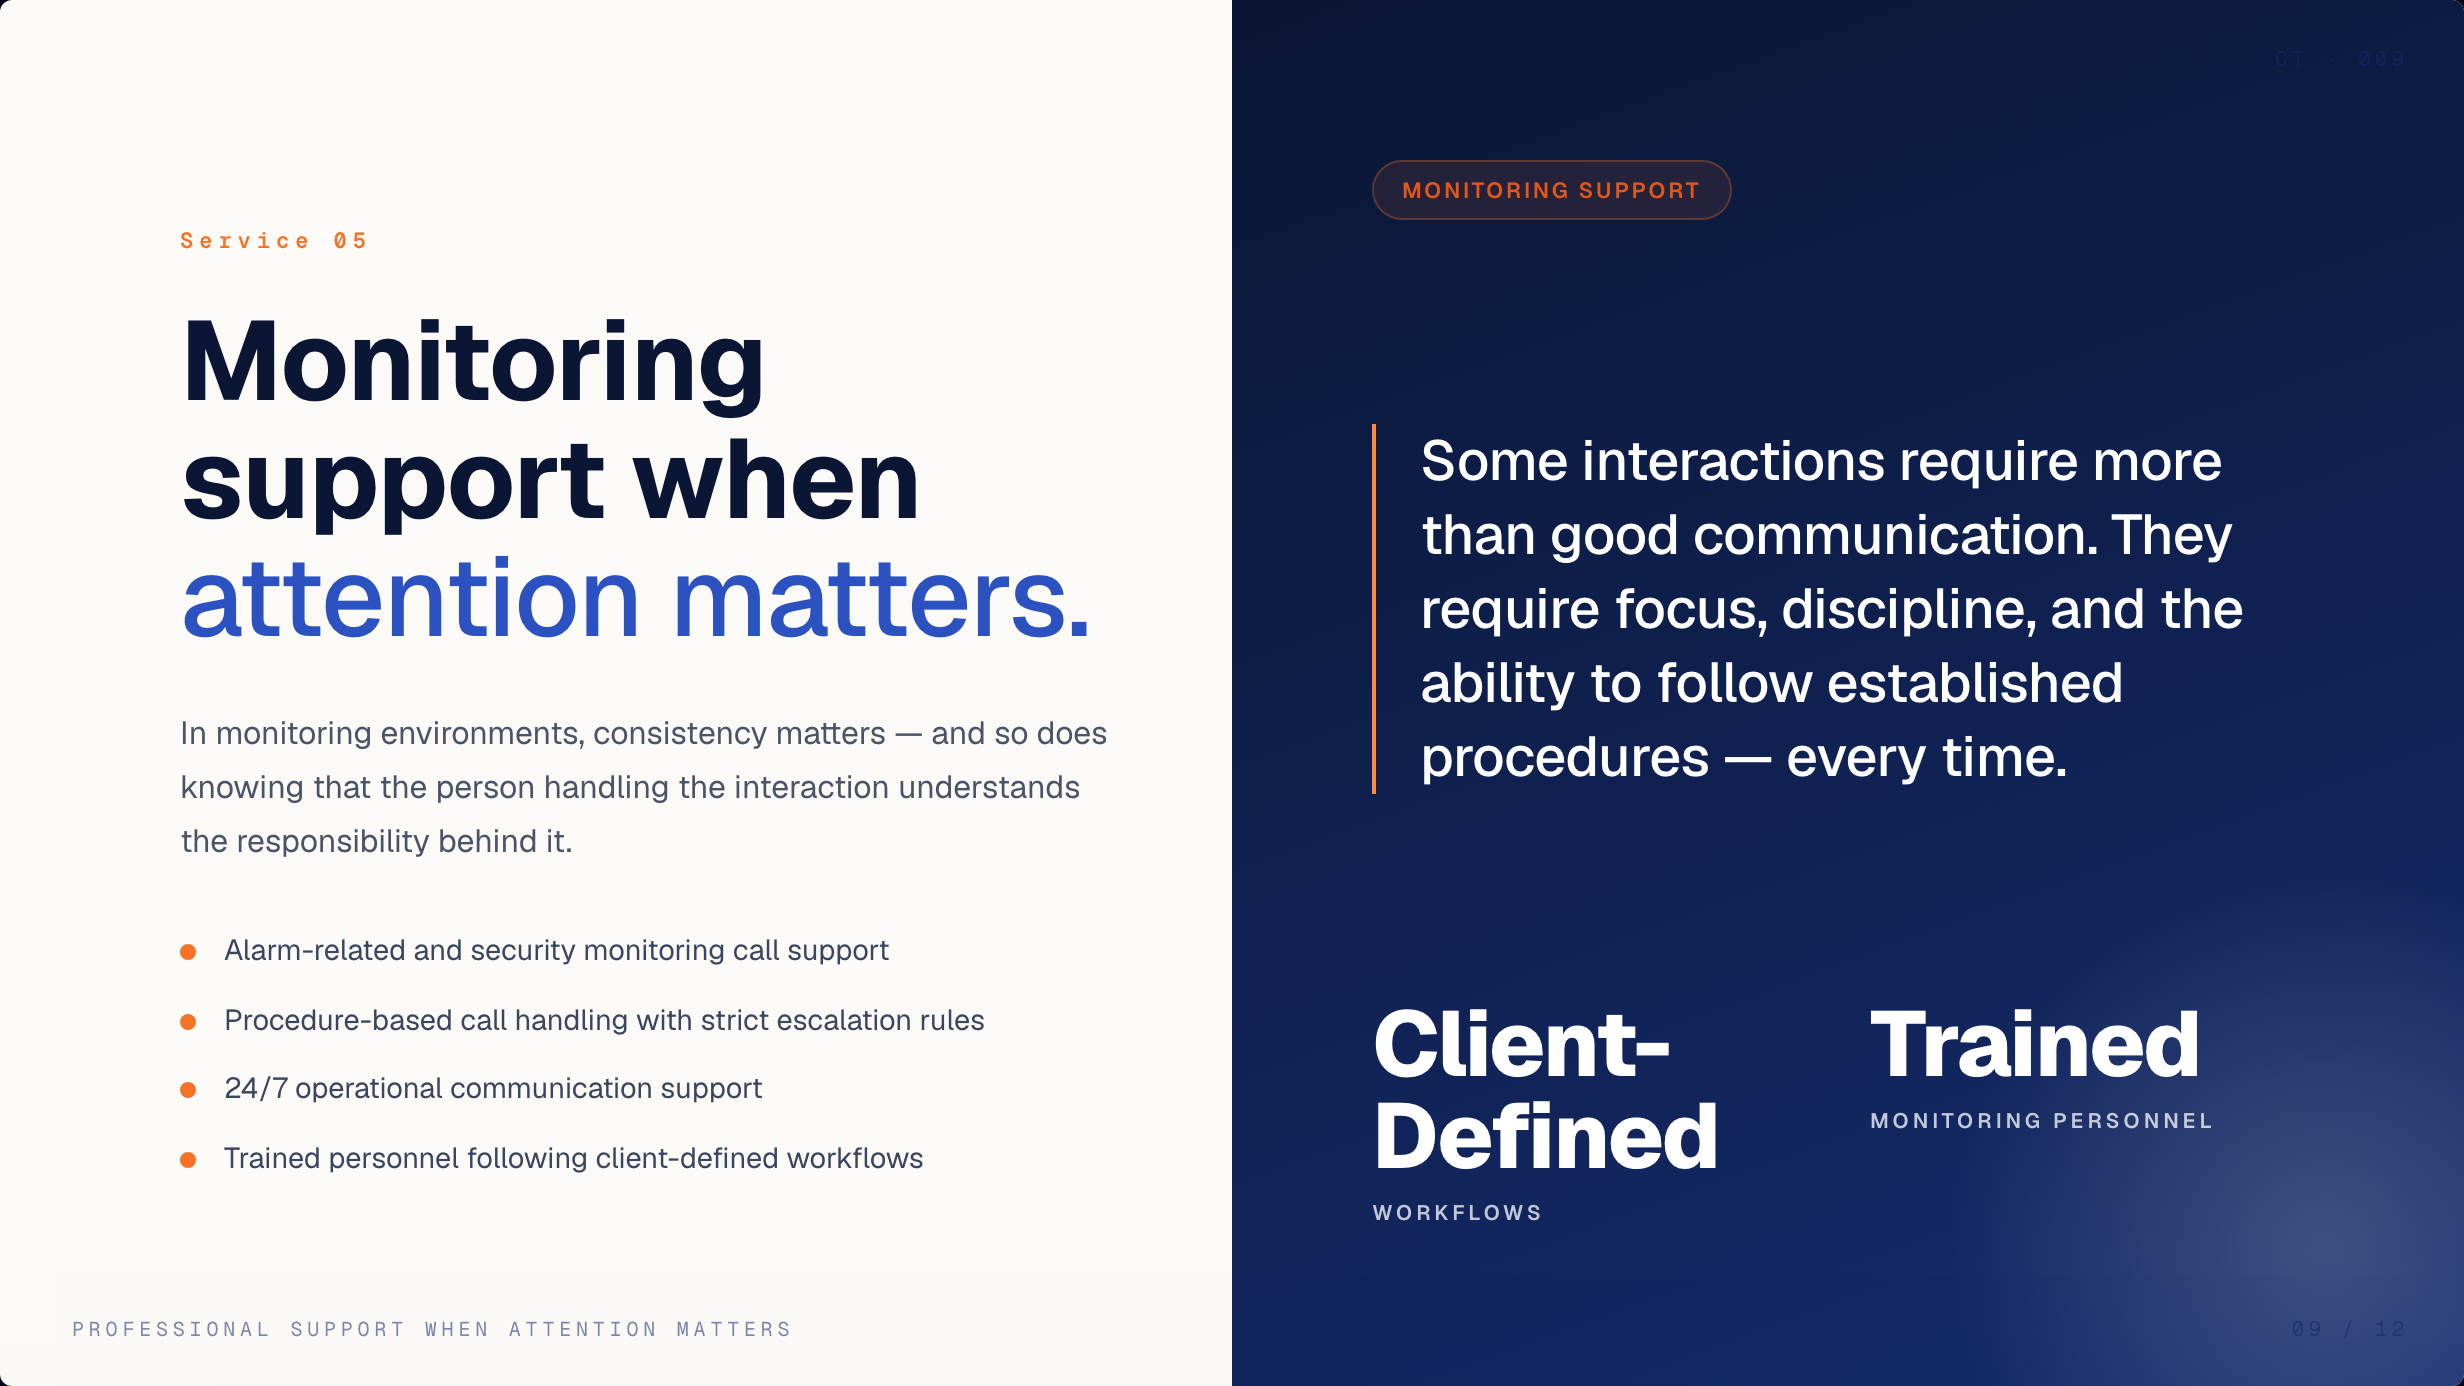 Service 05
Monitoring
support when
attention matters.
In monitoring environments, consistency matters — and so does
knowing that the person handling the interaction understands
the responsibility behind it.
Alarm-related and security monitoring call support
Procedure-based call handling with strict escalation rules
24/7 operational communication support
Trained personnel following client-defined workflows
PROFESSIONAL SUPPORT WHEN ATTENTION MATTERS
CT · 009
MONITORING SUPPORT
Some interactions require more
than good communication. They
require focus, discipline, and the
ability to follow established
procedures — every time.
Client-
Defined
WORKFLOWS
Trained
MONITORING PERSONNEL
09 / 12